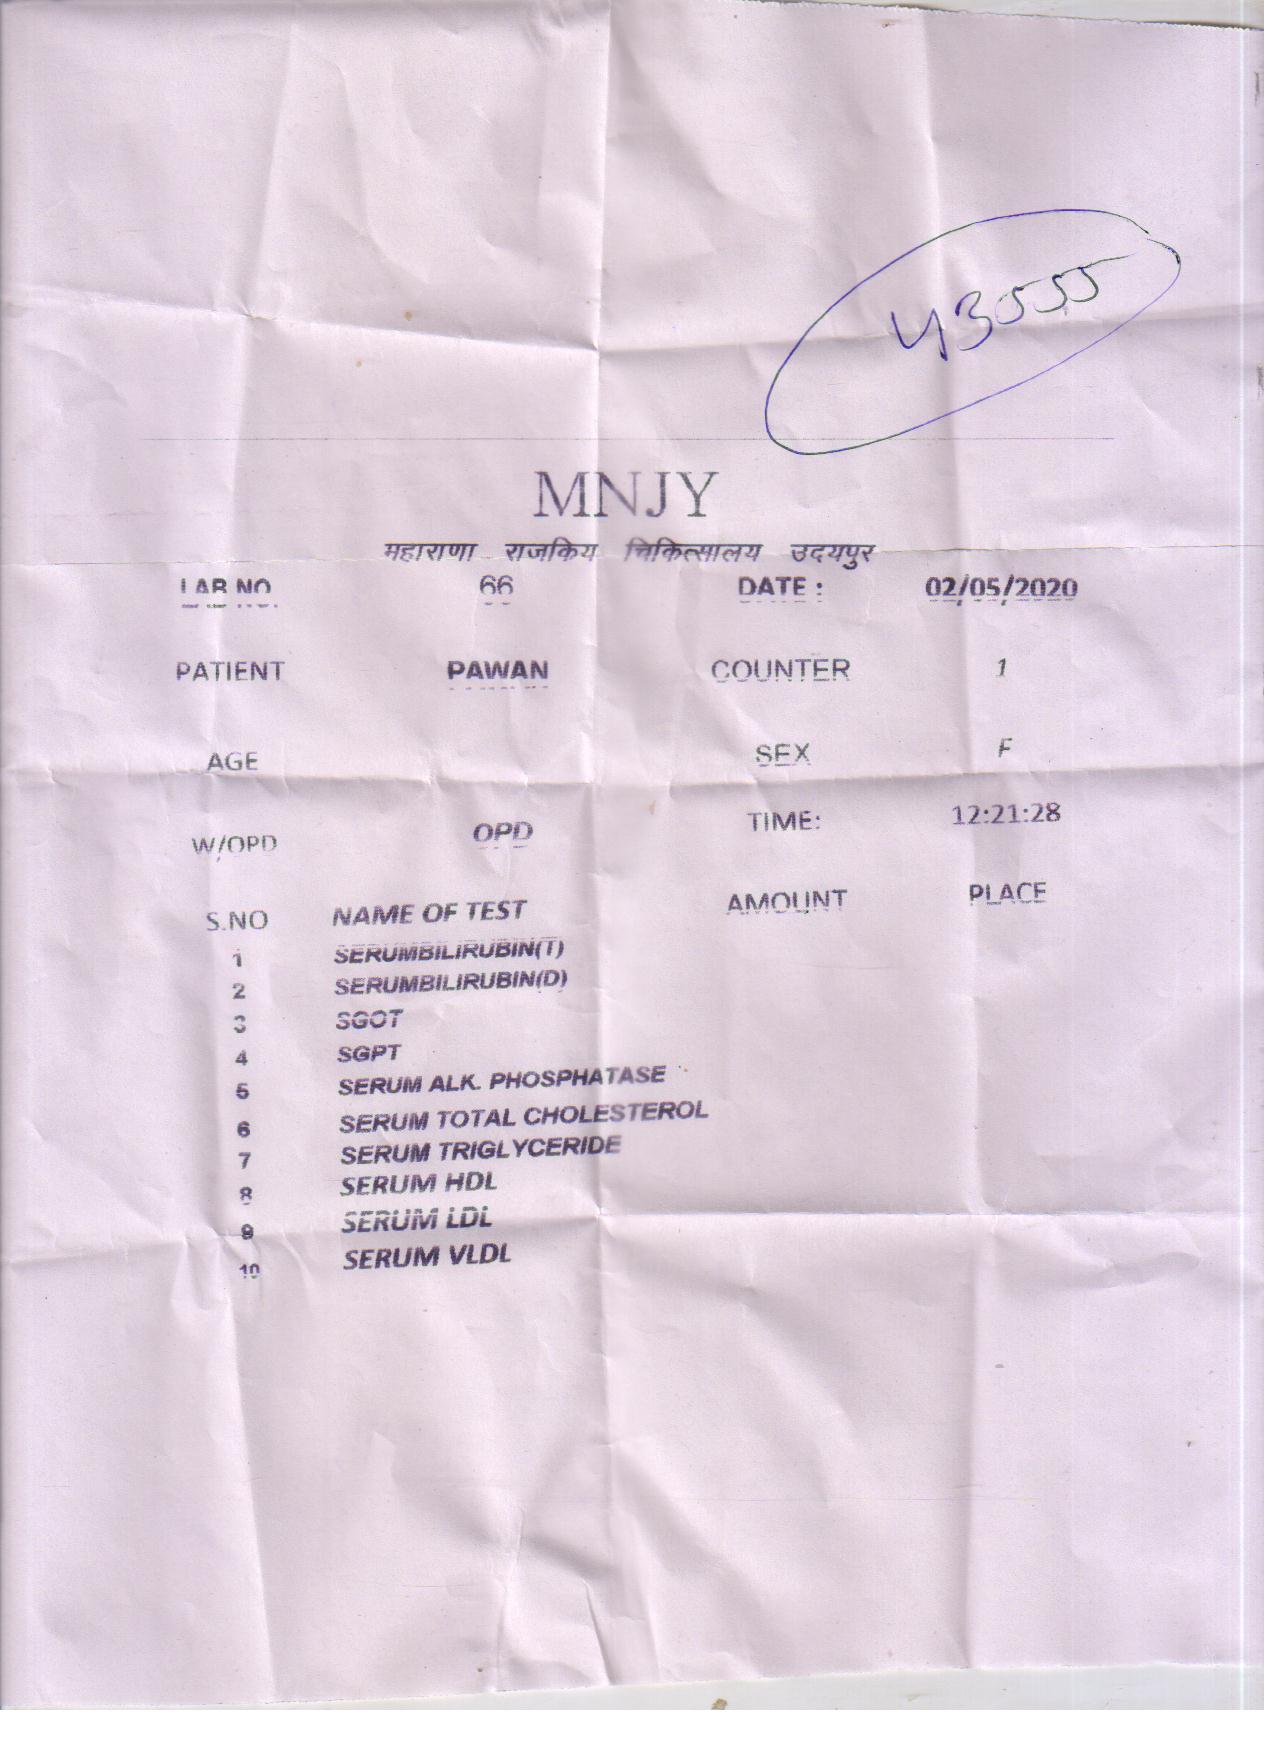 43555
MNJY
महाराणा राजकिय चिकित्सालय उदयपुर
LAB NO. 66 DATE : 02/05/2020
PATIENT PAWAN COUNTER 1
AGE SEX F
W/OPD OPD TIME: 12:21:28
S.NO NAME OF TEST AMOUNT PLACE
1 SERUMBILIRUBIN(T)
2 SERUMBILIRUBIN(D)
3 SGOT
4 SGPT
5 SERUM ALK. PHOSPHATASE
6 SERUM TOTAL CHOLESTEROL
7 SERUM TRIGLYCERIDE
8 SERUM HDL
9 SERUM LDL
10 SERUM VLDL